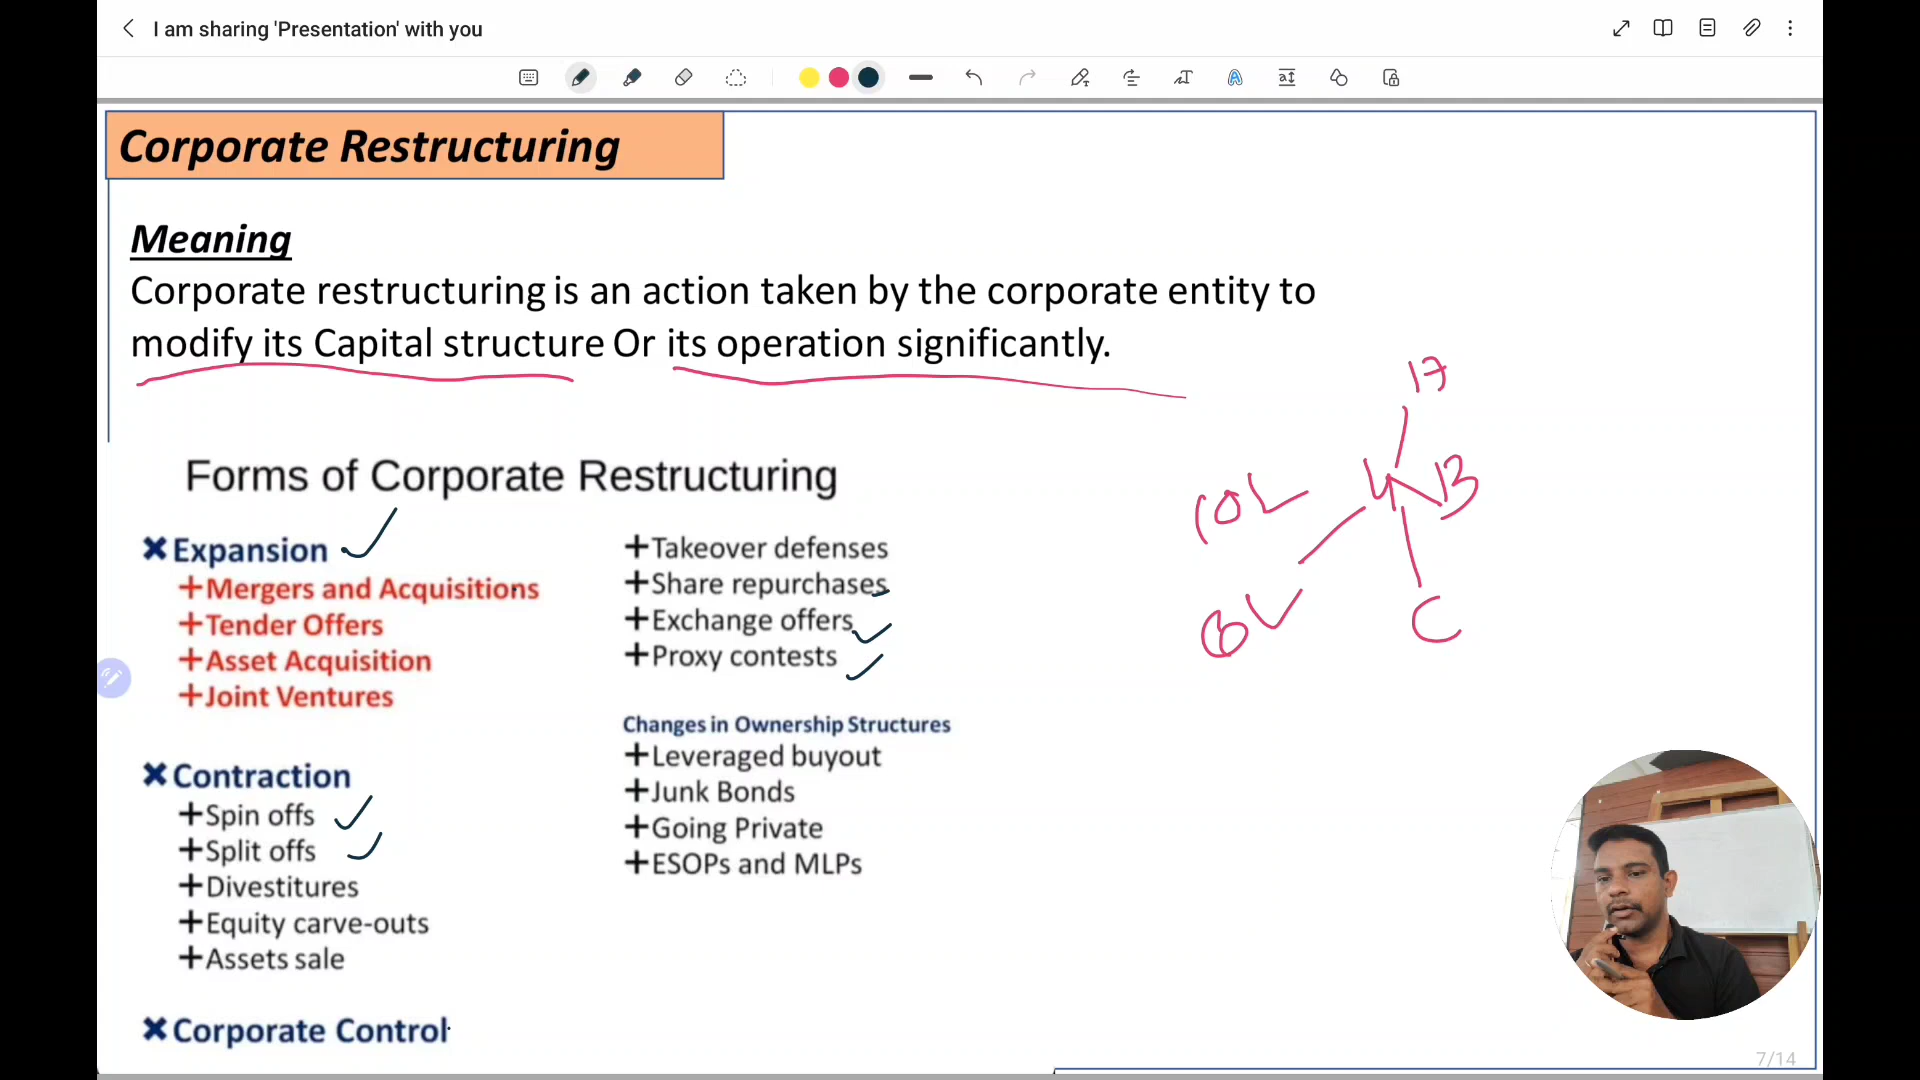 I am sharing 'Presentation' with you
Corporate Restructuring
Meaning
Corporate restructuring is an action taken by the corporate entity to
modify its Capital structure Or its operation significantly.
Forms of Corporate Restructuring
Expansion
+Mergers and Acquisitions
+Tender Offers
+Asset Acquisition
+Joint Ventures
Contraction
+Spin offs
+Split offs
+Divestitures
+Equity carve-outs
+Assets sale
Corporate Control
+Takeover defenses
+Share repurchases
+Exchange offers
+Proxy contests
Changes in Ownership Structures
+Leveraged buyout
+Junk Bonds
+Going Private
+ESOPs and MLPs
17
10L
B
C
7/14